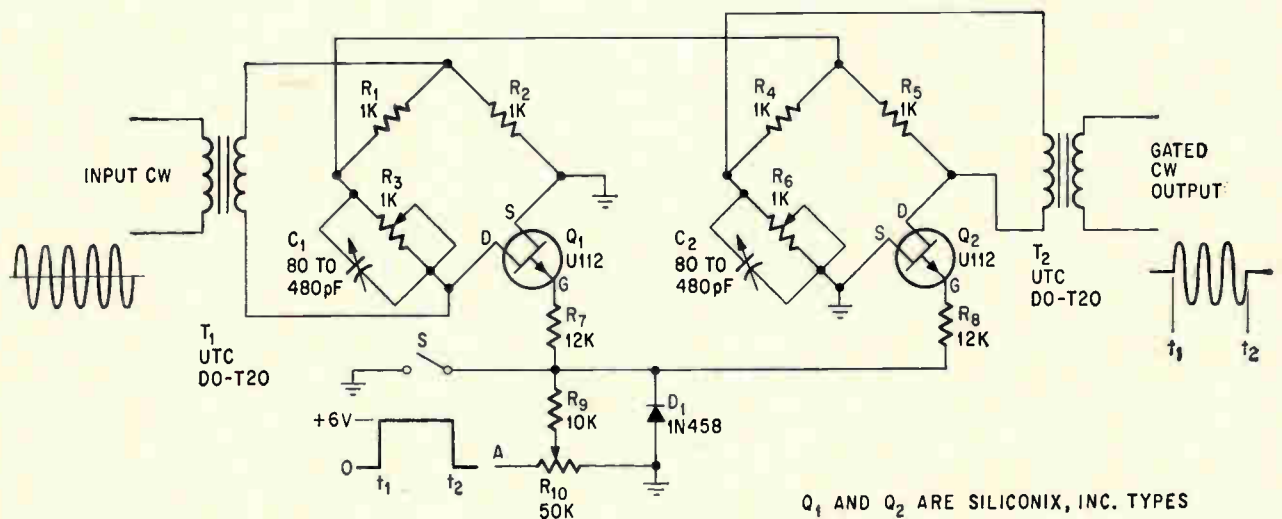 INPUT CW
T₁
UTC
DO-T20
R₁
1K
R₂
1K
R₃
1K
C₁
80 TO
480pF
S
D
Q₁
U112
G
R₇
12K
R₄
1K
R₅
1K
R₆
1K
C₂
80 TO
480pF
D
S
Q₂
U112
G
R₈
12K
T₂
UTC
DO-T20
GATED
CW
OUTPUT
t₁
t₂
S
R₉
10K
D₁
1N458
+6V
0
t₁
t₂
A
R₁₀
50K
Q₁ AND Q₂ ARE SILICONIX, INC. TYPES